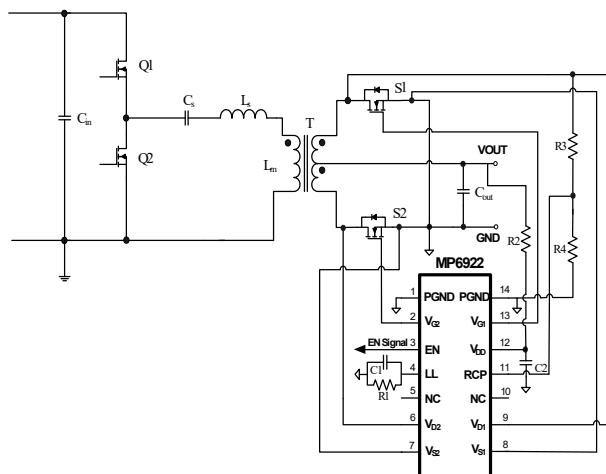 Q1
S1
T
Cs
Ls
Cin
Lm
R3
VOUT
Q2
Cout
S2
R2
GND
R4
MP6922
1 PGND PGND 14
2 VG2 VG1 13
EN Signal 3 EN VDD 12
C1 4 LL RCP 11 C2
R1
5 NC NC 10
6 VD2 VD1 9
7 VS2 VS1 8